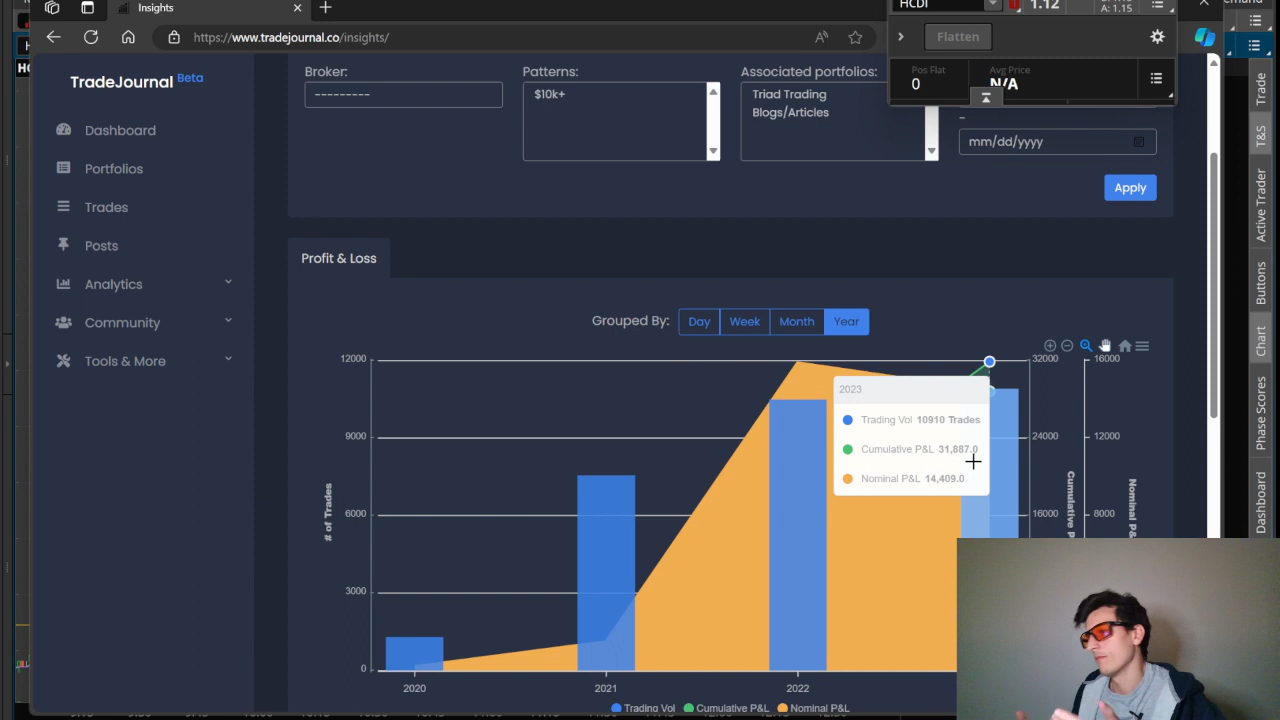 Insights
HCDI
1.12
A: 1.15
https://www.tradejournal.co/insights/
Flatten
Pos Flat
Avg Price
0
N/A
TradeJournal Beta
Dashboard
Portfolios
Trades
Posts
Analytics
Community
Tools & More
Broker:
Patterns:
Associated portfolios:
---------
$10k+
Triad Trading
Blogs/Articles
–
mm/dd/yyyy
Apply
Profit & Loss
Grouped By:
Day
Week
Month
Year
12000
9000
6000
3000
0
# of Trades
2020
2021
2022
2023
Trading Vol 10910 Trades
Cumulative P&L 31,887.0
Nominal P&L 14,409.0
32000
24000
16000
16000
12000
8000
Nominal P&
Trading Vol
Cumulative P&L
Nominal P&L
Trade
T&S
Active Trader
Buttons
Chart
Phase Scores
Dashboard